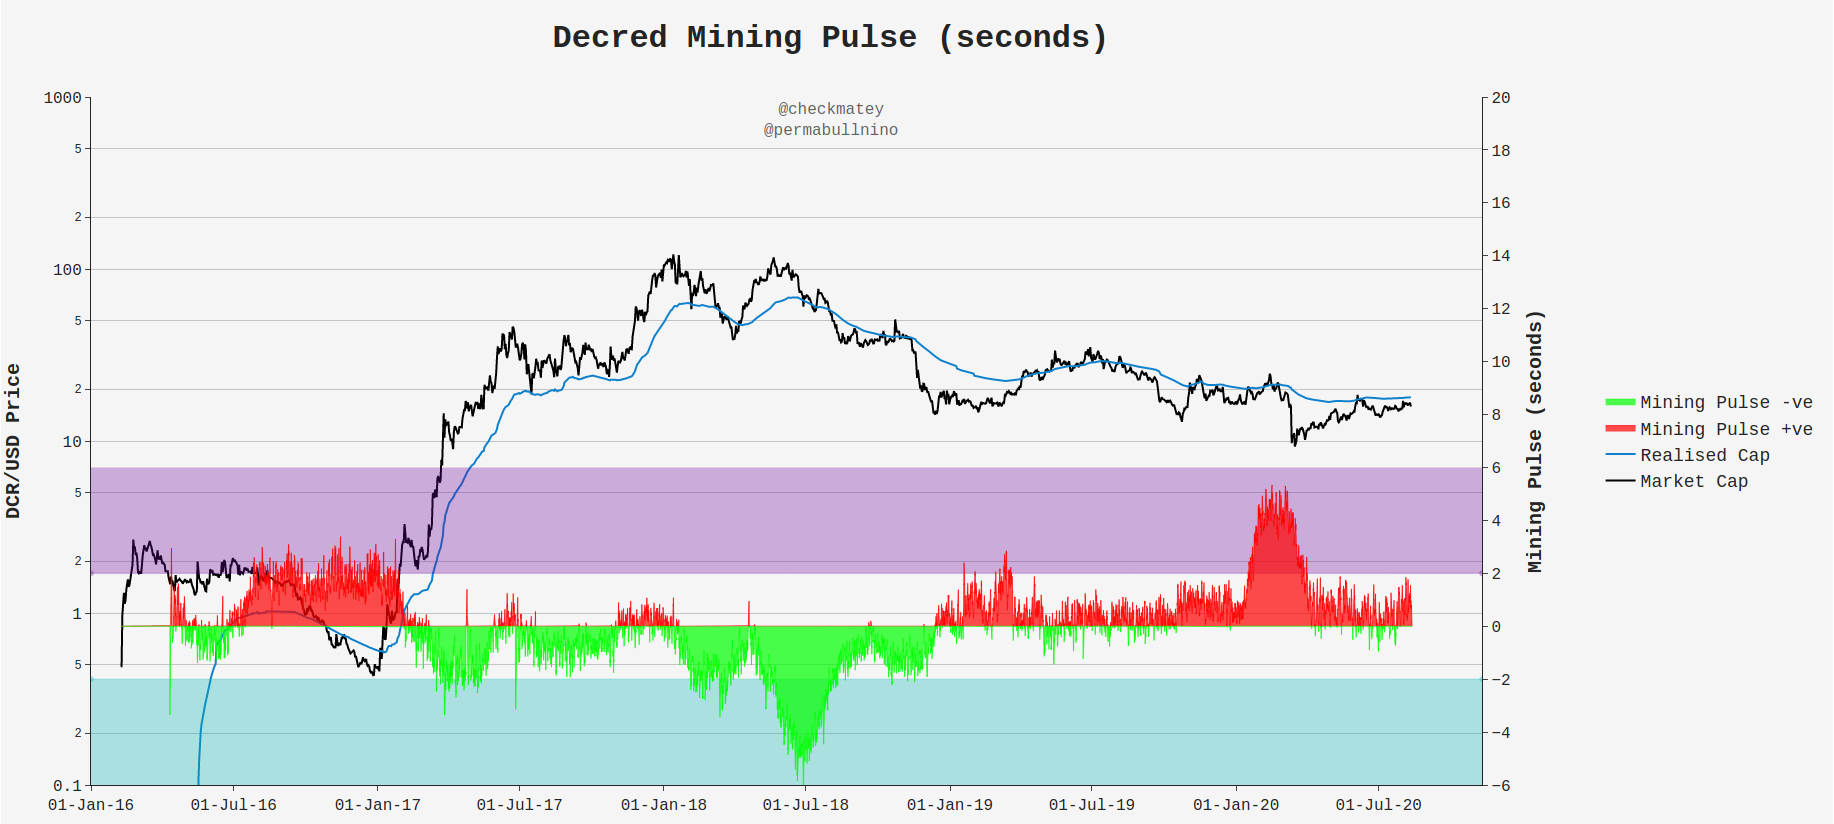 Decred Mining Pulse (seconds)
@checkmatey
@permabullnino
DCR/USD Price
1000
5
2
100
5
2
10
5
2
1
5
2
0.1
01-Jan-16
01-Jul-16
01-Jan-17
01-Jul-17
01-Jan-18
01-Jul-18
01-Jan-19
01-Jul-19
01-Jan-20
01-Jul-20
20
18
16
14
12
10
8
6
4
2
0
−2
−4
−6
Mining Pulse (seconds)
Mining Pulse -ve
Mining Pulse +ve
Realised Cap
Market Cap